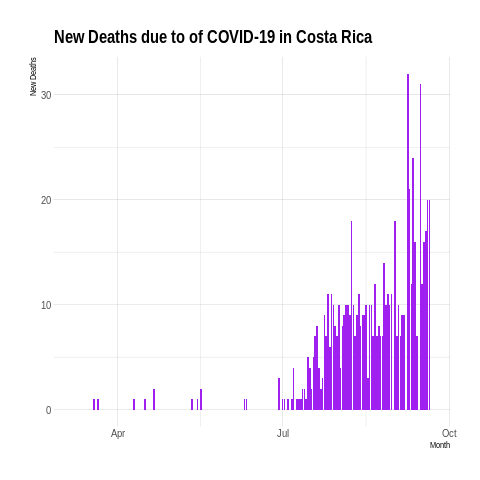 New Deaths due to of COVID-19 in Costa Rica
New Deaths
30
20
10
0
Apr
Jul
Oct
Month